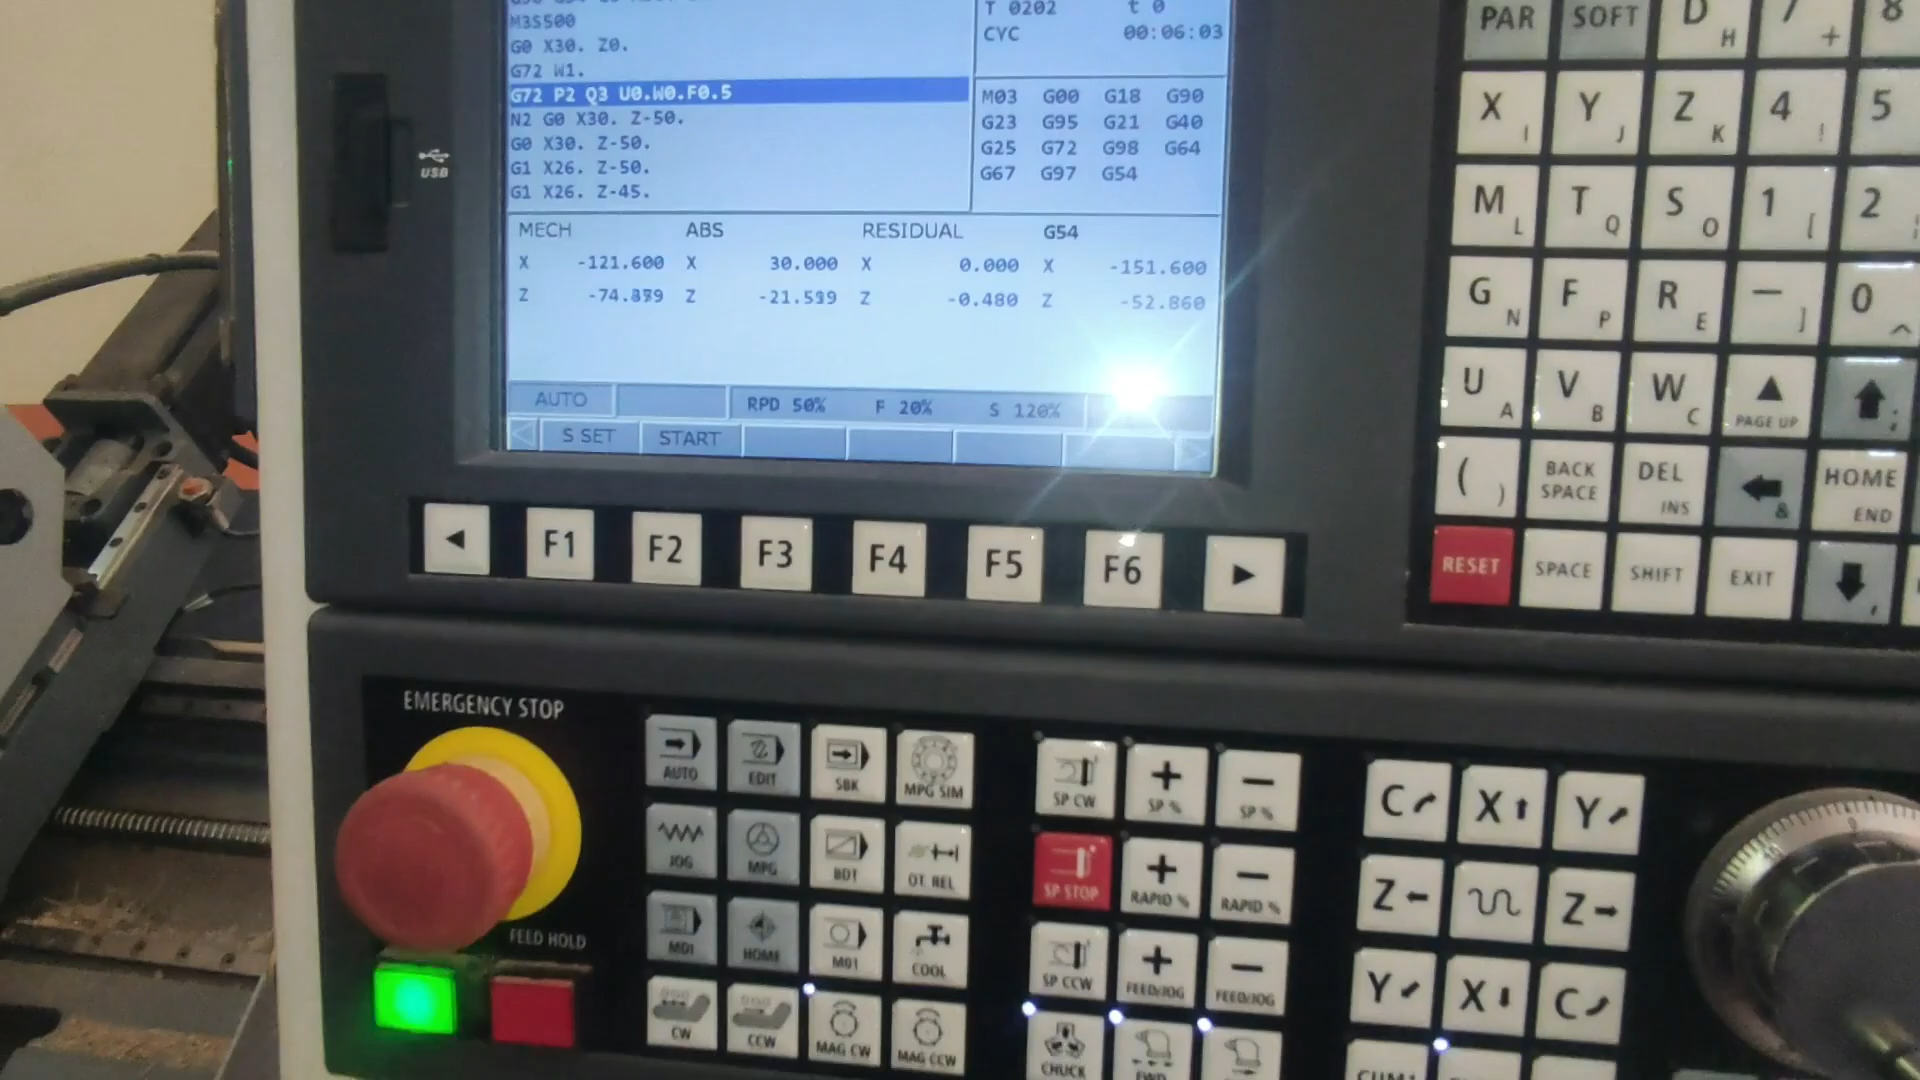 T 0202 t 0
M3S500
CYC 00:06:03
G0 X30. Z0.
G72 W1.
G72 P2 Q3 U0.W0.F0.5
N2 G0 X30. Z-50.
G0 X30. Z-50.
G1 X26. Z-50.
G1 X26. Z-45.
M03 G00 G18 G90
G23 G95 G21 G40
G25 G72 G98 G64
G67 G97 G54
MECH ABS RESIDUAL G54
X -121.600 X 30.000 X 0.000 X -151.600
Z Z Z -0.480 Z -52.860
AUTO RPD 50% F 20% S 120%
S SET START
USB
F1 F2 F3 F4 F5 F6
PAR SOFT D H 7 + 8
X I Y J Z K 4 ! 5
M L T Q S O 1 [ 2
G N F P R E — ] 0 ^
U A V B W C PAGE UP ;
( ) BACK SPACE DEL INS & HOME END
RESET SPACE SHIFT EXIT ,
EMERGENCY STOP
FEED HOLD
AUTO EDIT SBK MPG SIM
JOG MPG BDT OT. REL
MDI HOME M01 COOL
CW CCW MAG CW MAG CCW
SP CW + SP % — SP %
SP STOP + RAPID % — RAPID %
SP CCW + FEED/JOG — FEED/JOG
CHUCK
C X Y
Z Z
Y X C